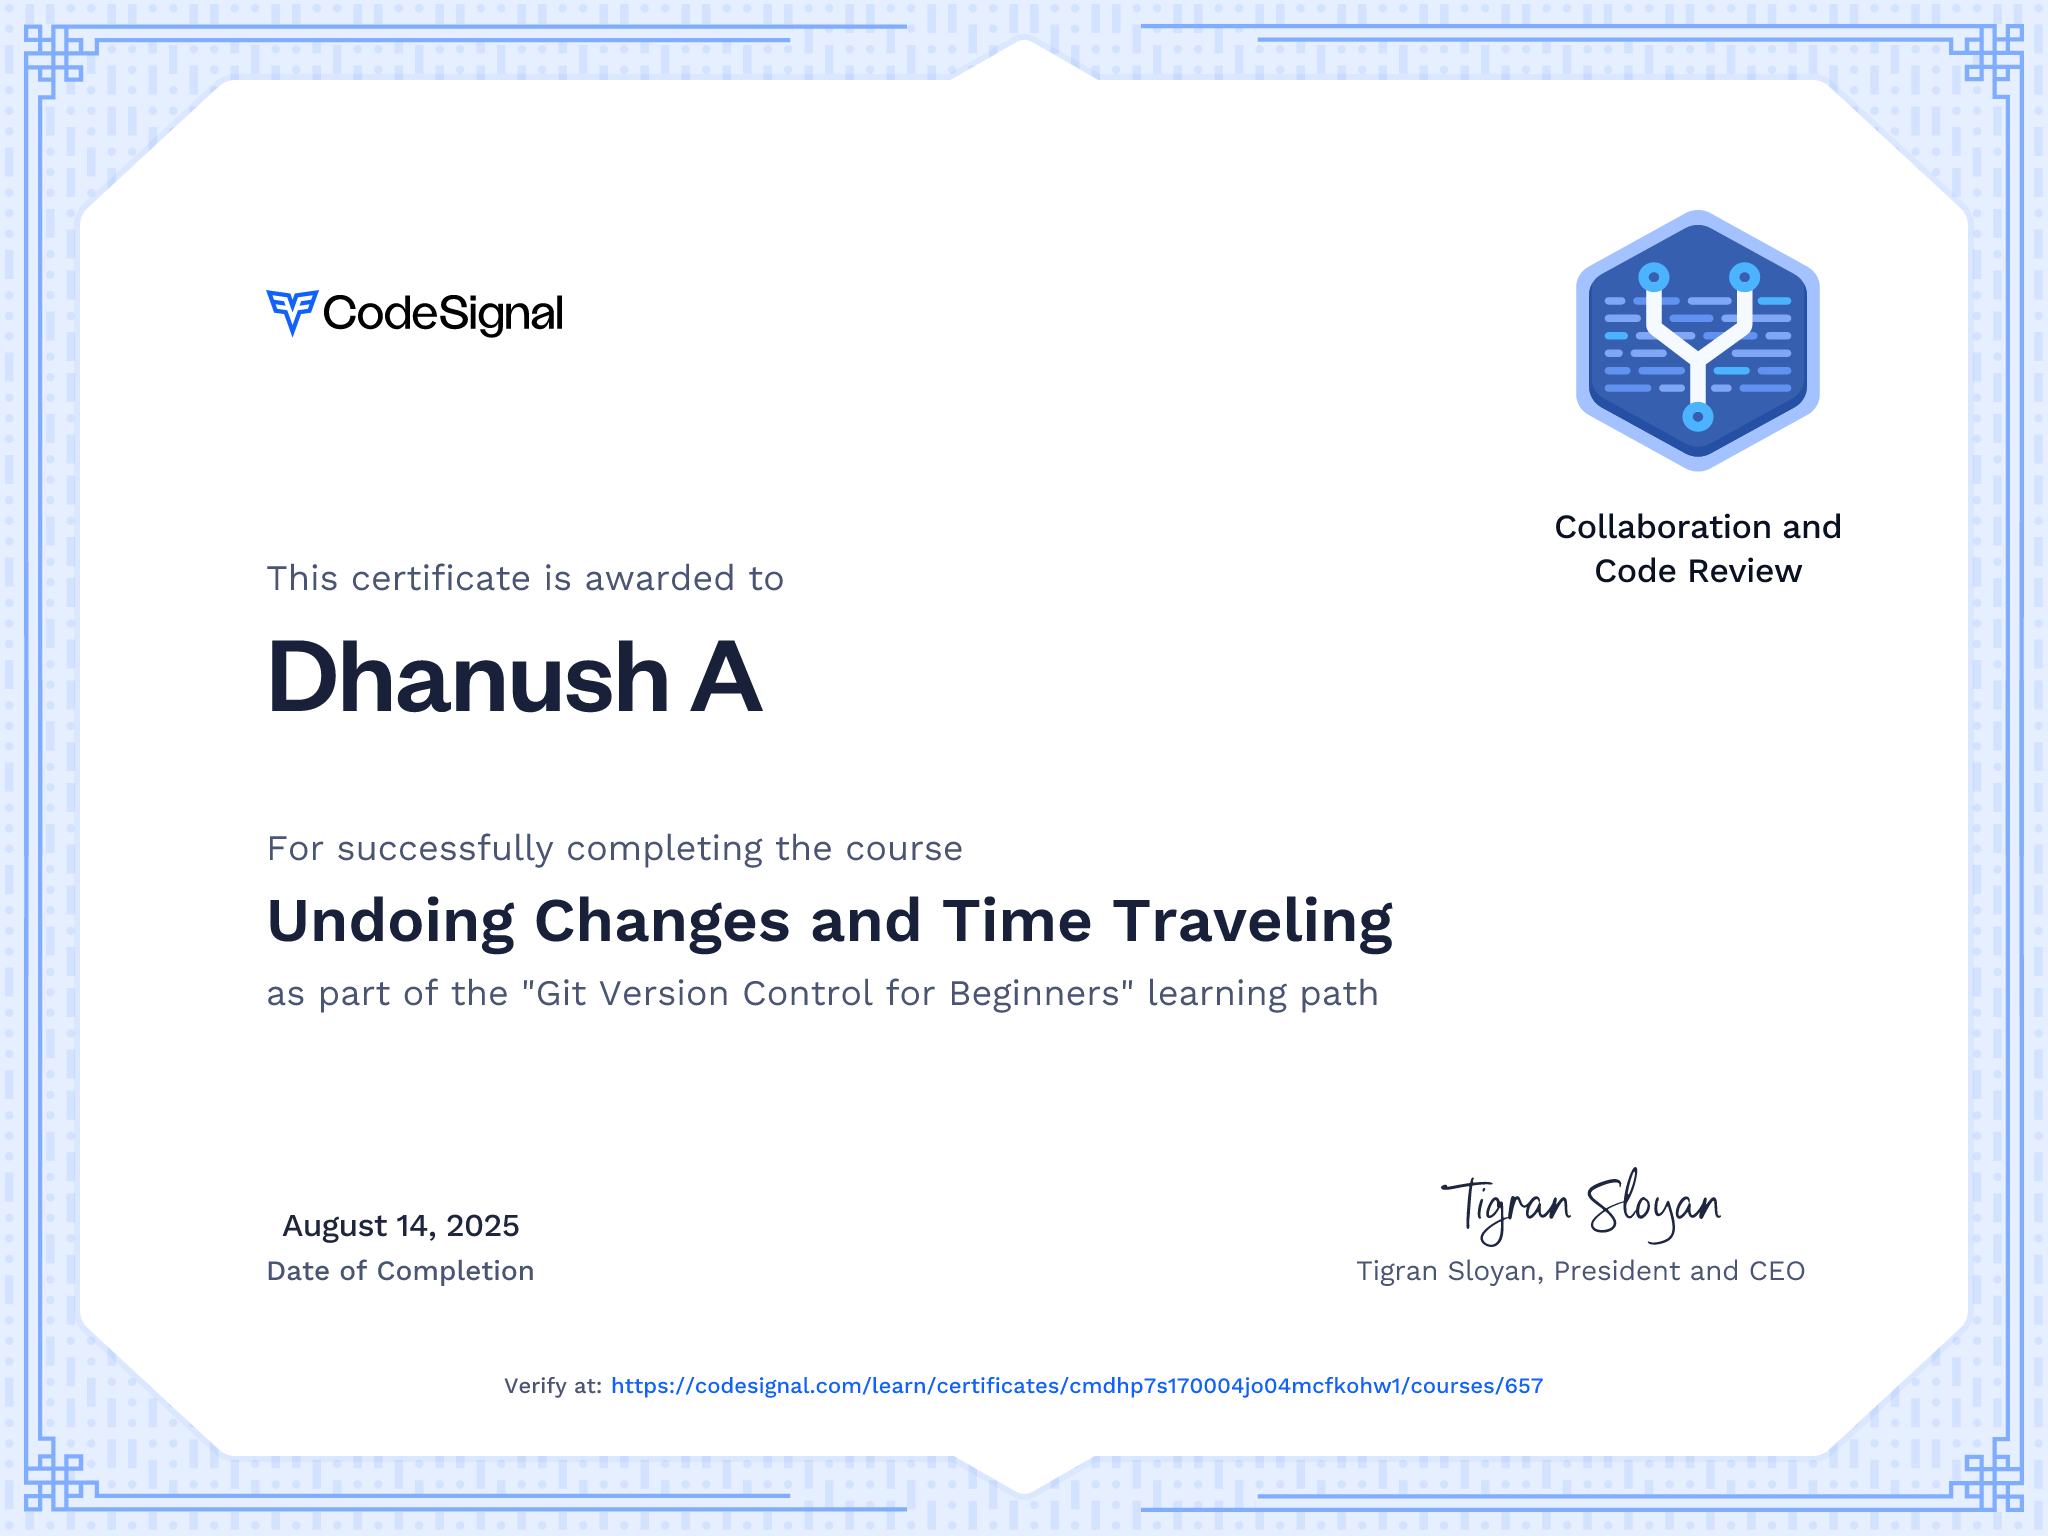 CodeSignal
Collaboration and
Code Review
This certificate is awarded to
Dhanush A
For successfully completing the course
Undoing Changes and Time Traveling
as part of the "Git Version Control for Beginners" learning path
Tigran Sloyan
August 14, 2025
Date of Completion
Tigran Sloyan, President and CEO
Verify at: https://codesignal.com/learn/certificates/cmdhp7s170004jo04mcfkohw1/courses/657